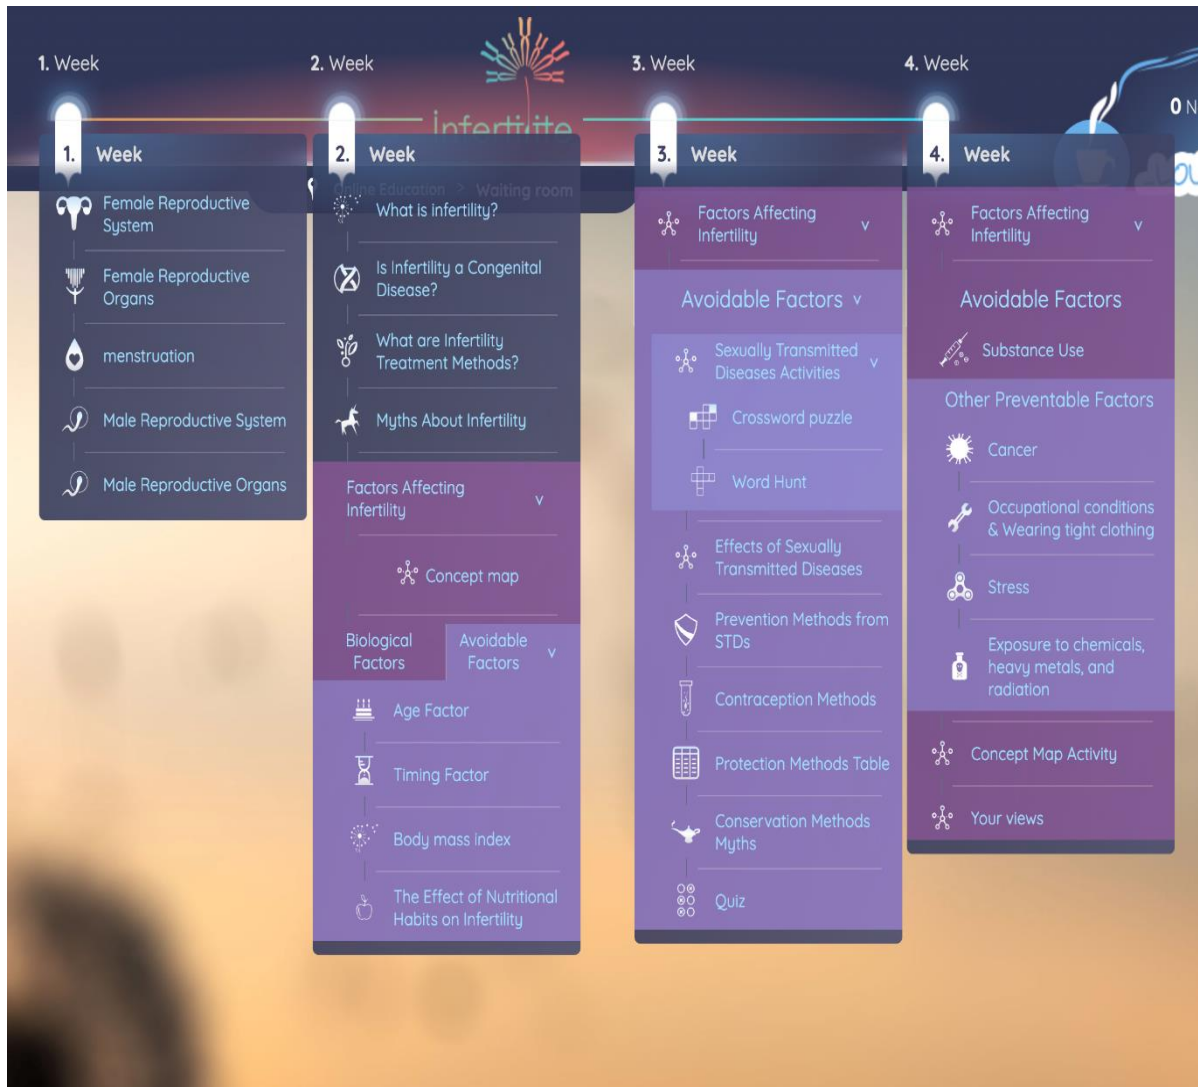 1. Week
2. Week
3. Week
4. Week
infertilite
0 N
Online Education > Waiting room
1. Week
Female Reproductive
System
Female Reproductive
Organs
menstruation
Male Reproductive System
Male Reproductive Organs
2. Week
What is infertility?
Is Infertility a Congenital
Disease?
What are Infertility
Treatment Methods?
Myths About Infertility
Factors Affecting
Infertility
Concept map
Biological
Factors
Avoidable
Factors
Age Factor
Timing Factor
Body mass index
The Effect of Nutritional
Habits on Infertility
3. Week
Factors Affecting
Infertility
Avoidable Factors
Sexually Transmitted
Diseases Activities
Crossword puzzle
Word Hunt
Effects of Sexually
Transmitted Diseases
Prevention Methods from
STDs
Contraception Methods
Protection Methods Table
Conservation Methods
Myths
Quiz
4. Week
Factors Affecting
Infertility
Avoidable Factors
Substance Use
Other Preventable Factors
Cancer
Occupational conditions
& Wearing tight clothing
Stress
Exposure to chemicals,
heavy metals, and
radiation
Concept Map Activity
Your views